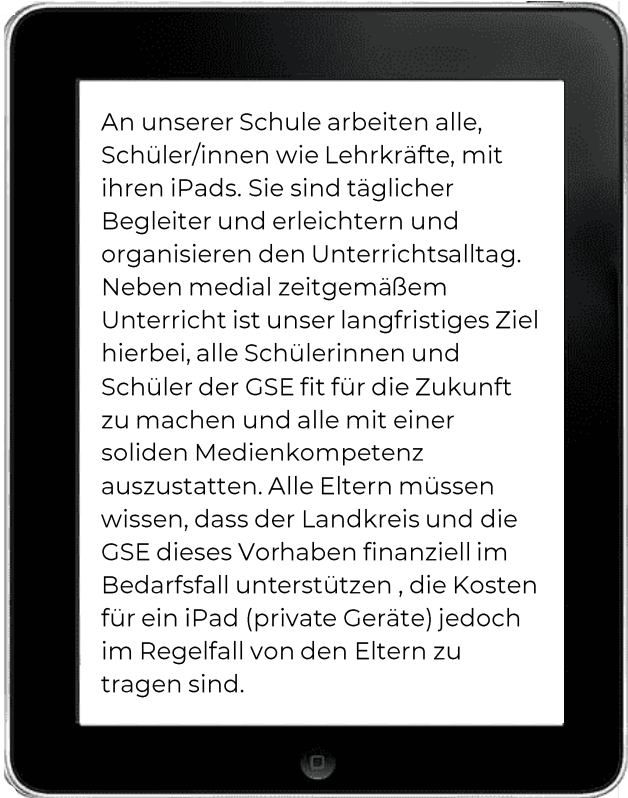 An unserer Schule arbeiten alle,
Schüler/innen wie Lehrkräfte, mit
ihren iPads. Sie sind täglicher
Begleiter und erleichtern und
organisieren den Unterrichtsalltag.
Neben medial zeitgemäßem
Unterricht ist unser langfristiges Ziel
hierbei, alle Schülerinnen und
Schüler der GSE fit für die Zukunft
zu machen und alle mit einer
soliden Medienkompetenz
auszustatten. Alle Eltern müssen
wissen, dass der Landkreis und die
GSE dieses Vorhaben finanziell im
Bedarfsfall unterstützen , die Kosten
für ein iPad (private Geräte) jedoch
im Regelfall von den Eltern zu
tragen sind.